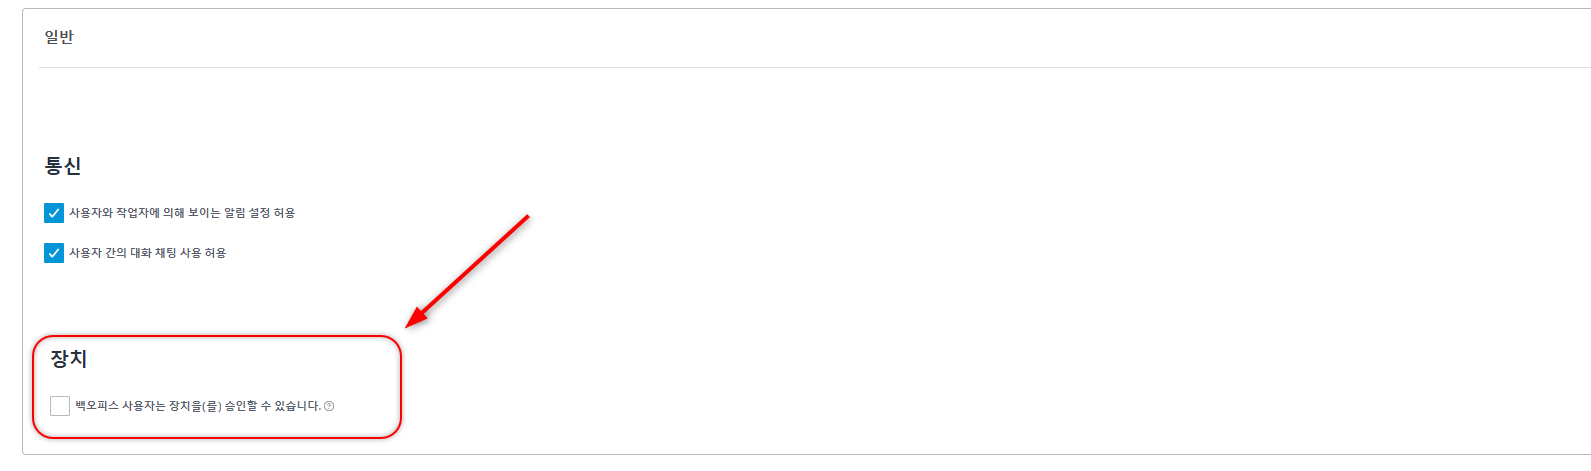 일반
통신
사용자와 작업자에 의해 보이는 알림 설정 허용
사용자 간의 대화 채팅 사용 허용
장치
백오피스 사용자는 장치을(를) 승인할 수 있습니다.